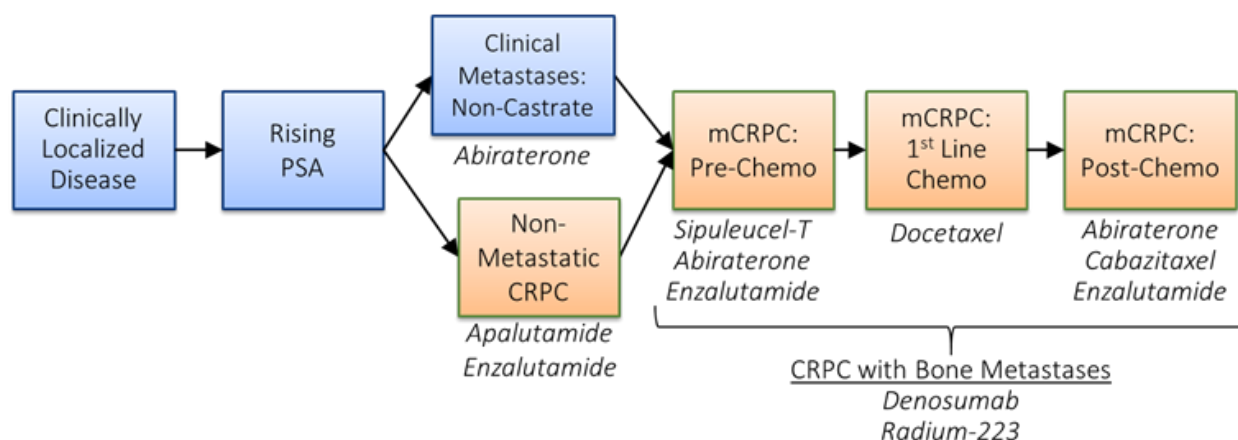 Clinically
Localized
Disease
Rising
PSA
Clinical
Metastases:
Non-Castrate
Abiraterone
Non-
Metastatic
CRPC
Apalutamide
Enzalutamide
mCRPC:
Pre-Chemo
Sipuleucel-T
Abiraterone
Enzalutamide
mCRPC:
1st Line
Chemo
Docetaxel
mCRPC:
Post-Chemo
Abiraterone
Cabazitaxel
Enzalutamide
CRPC with Bone Metastases
Denosumab
Radium-223